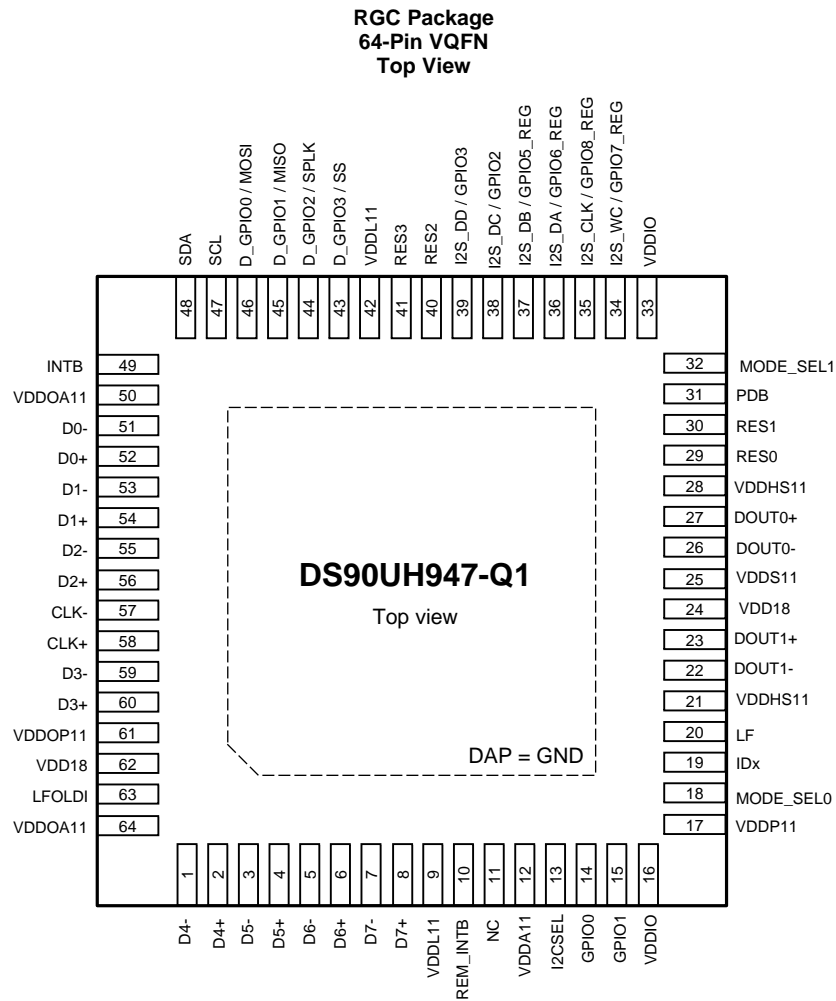 RGC Package
64-Pin VQFN
Top View
SDA
SCL
D_GPIO0 / MOSI
D_GPIO1 / MISO
D_GPIO2 / SPLK
D_GPIO3 / SS
VDDL11
RES3
RES2
I2S_DD / GPIO3
I2S_DC / GPIO2
I2S_DB / GPIO5_REG
I2S_DA / GPIO6_REG
I2S_CLK / GPIO8_REG
I2S_WC / GPIO7_REG
VDDIO
48 47 46 45 44 43 42 41 40 39 38 37 36 35 34 33
INTB 49
VDDOA11 50
D0- 51
D0+ 52
D1- 53
D1+ 54
D2- 55
D2+ 56
CLK- 57
CLK+ 58
D3- 59
D3+ 60
VDDOP11 61
VDD18 62
LFOLDI 63
VDDOA11 64
DS90UH947-Q1
Top view
DAP = GND
32 MODE_SEL1
31 PDB
30 RES1
29 RES0
28 VDDHS11
27 DOUT0+
26 DOUT0-
25 VDDS11
24 VDD18
23 DOUT1+
22 DOUT1-
21 VDDHS11
20 LF
19 IDx
18 MODE_SEL0
17 VDDP11
1 2 3 4 5 6 7 8 9 10 11 12 13 14 15 16
D4-
D4+
D5-
D5+
D6-
D6+
D7-
D7+
VDDL11
REM_INTB
NC
VDDA11
I2CSEL
GPIO0
GPIO1
VDDIO